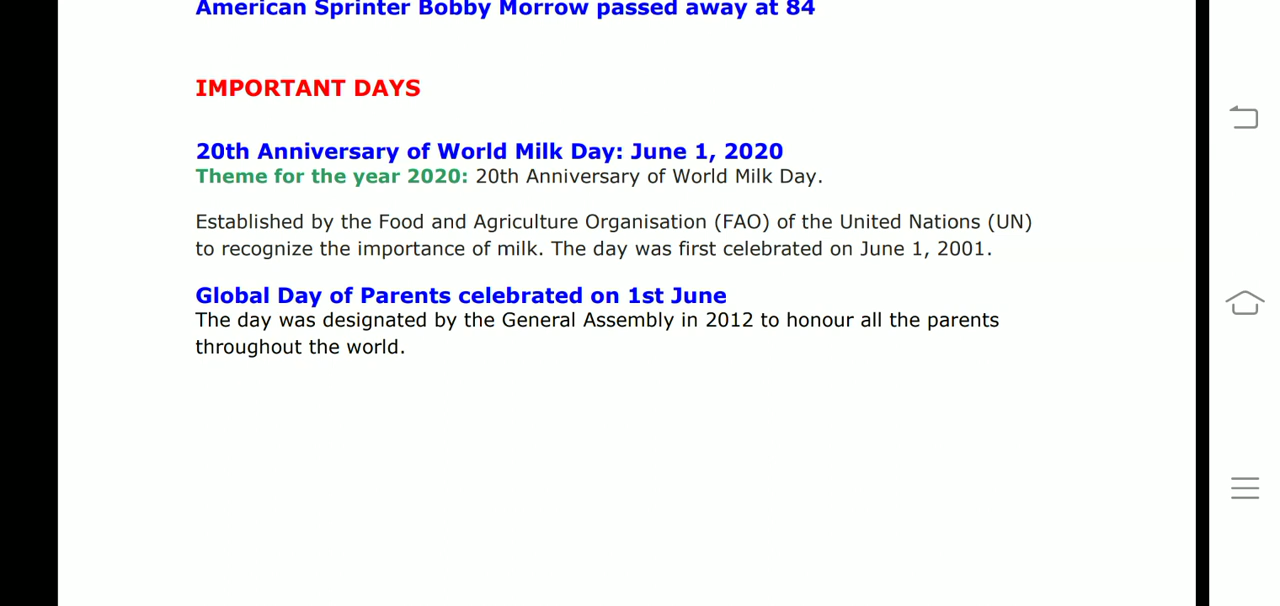 American Sprinter Bobby Morrow passed away at 84
IMPORTANT DAYS
20th Anniversary of World Milk Day: June 1, 2020
Theme for the year 2020: 20th Anniversary of World Milk Day.
Established by the Food and Agriculture Organisation (FAO) of the United Nations (UN)
to recognize the importance of milk. The day was first celebrated on June 1, 2001.
Global Day of Parents celebrated on 1st June
The day was designated by the General Assembly in 2012 to honour all the parents
throughout the world.